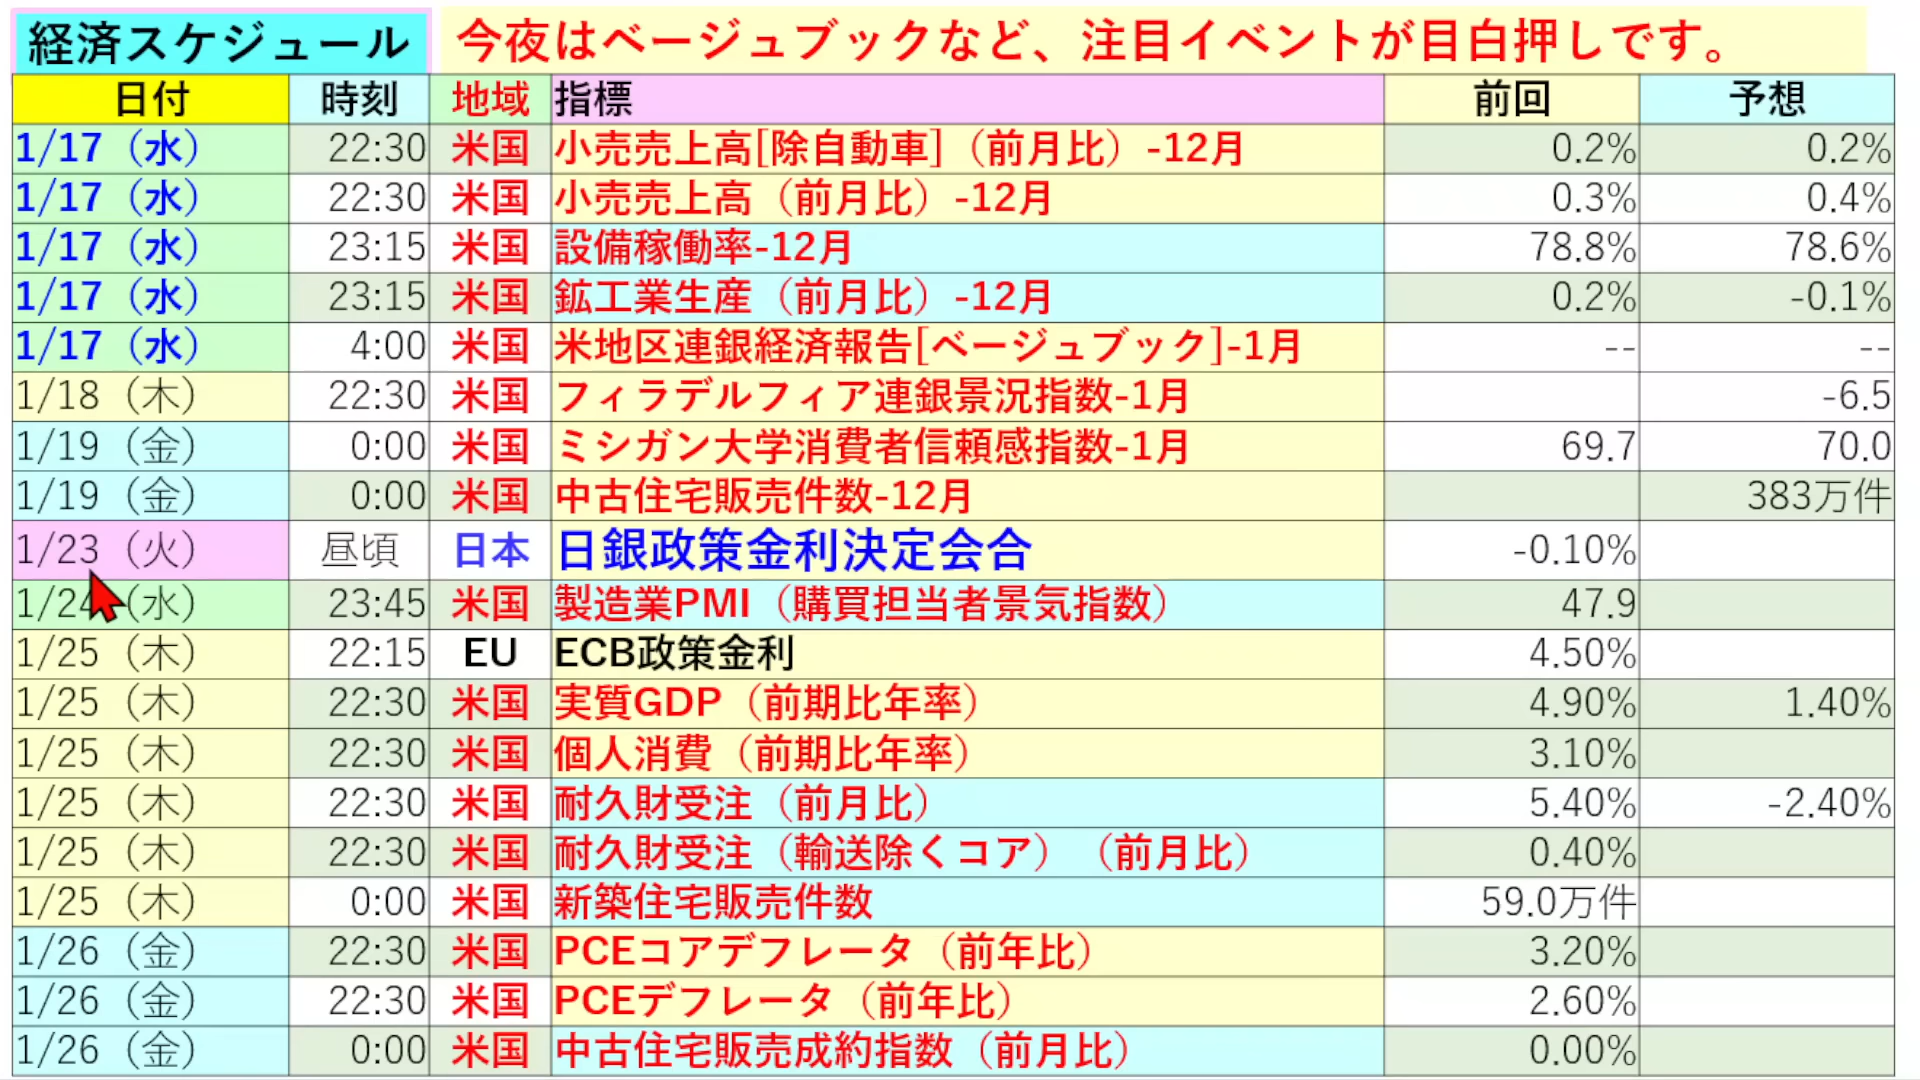 経済スケジュール 今夜はベージュブックなど、注目イベントが目白押しです。
日付 時刻 地域 指標 前回 予想
1/17（水） 22:30 米国 小売売上高[除自動車]（前月比）-12月 0.2% 0.2%
1/17（水） 22:30 米国 小売売上高（前月比）-12月 0.3% 0.4%
1/17（水） 23:15 米国 設備稼働率-12月 78.8% 78.6%
1/17（水） 23:15 米国 鉱工業生産（前月比）-12月 0.2% -0.1%
1/17（水） 4:00 米国 米地区連銀経済報告[ベージュブック]-1月 -- --
1/18（木） 22:30 米国 フィラデルフィア連銀景況指数-1月 -6.5
1/19（金） 0:00 米国 ミシガン大学消費者信頼感指数-1月 69.7 70.0
1/19（金） 0:00 米国 中古住宅販売件数-12月 383万件
1/23（火） 昼頃 日本 日銀政策金利決定会合 -0.10%
1/24（水） 23:45 米国 製造業PMI（購買担当者景気指数） 47.9
1/25（木） 22:15 EU ECB政策金利 4.50%
1/25（木） 22:30 米国 実質GDP（前期比年率） 4.90% 1.40%
1/25（木） 22:30 米国 個人消費（前期比年率） 3.10%
1/25（木） 22:30 米国 耐久財受注（前月比） 5.40% -2.40%
1/25（木） 22:30 米国 耐久財受注（輸送除くコア）（前月比） 0.40%
1/25（木） 0:00 米国 新築住宅販売件数 59.0万件
1/26（金） 22:30 米国 PCEコアデフレータ（前年比） 3.20%
1/26（金） 22:30 米国 PCEデフレータ（前年比） 2.60%
1/26（金） 0:00 米国 中古住宅販売成約指数（前月比） 0.00%